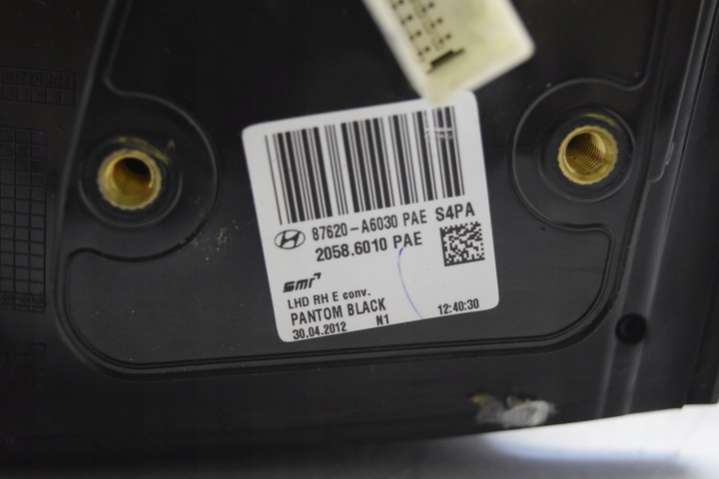 87620-A6030 PAE S4PA
2058.6010 PAE
SMR
LHD RH E conv.
PANTOM BLACK
30.04.2012 N1 12:40:30